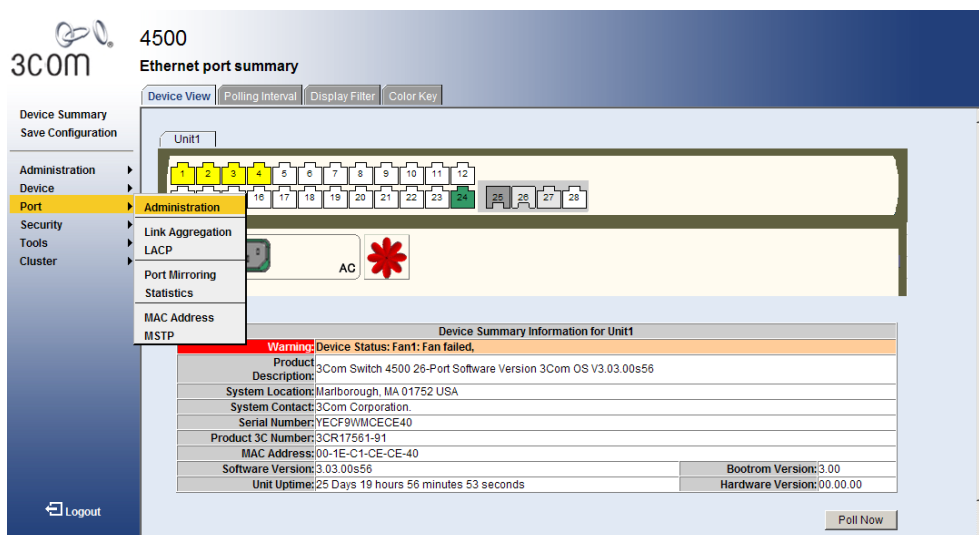 3COM
4500
Ethernet port summary
Device View Polling Interval Display Filter Color Key
Device Summary
Save Configuration
Administration
Device
Port
Security
Tools
Cluster
Logout
Administration
Link Aggregation
LACP
Port Mirroring
Statistics
MAC Address
MSTP
Unit1
1 2 3 4 5 6 7 8 9 10 11 12
16 17 18 19 20 21 22 23 24 25 26 27 28
AC
Device Summary Information for Unit1
Warning: Device Status: Fan1: Fan failed,
Product Description: 3Com Switch 4500 26-Port Software Version 3Com OS V3.03.00s56
System Location: Marlborough, MA 01752 USA
System Contact: 3Com Corporation.
Serial Number: YECF9WMCECE40
Product 3C Number: 3CR17561-91
MAC Address: 00-1E-C1-CE-CE-40
Software Version: 3.03.00s56 Bootrom Version: 3.00
Unit Uptime: 25 Days 19 hours 56 minutes 53 seconds Hardware Version: 00.00.00
Poll Now